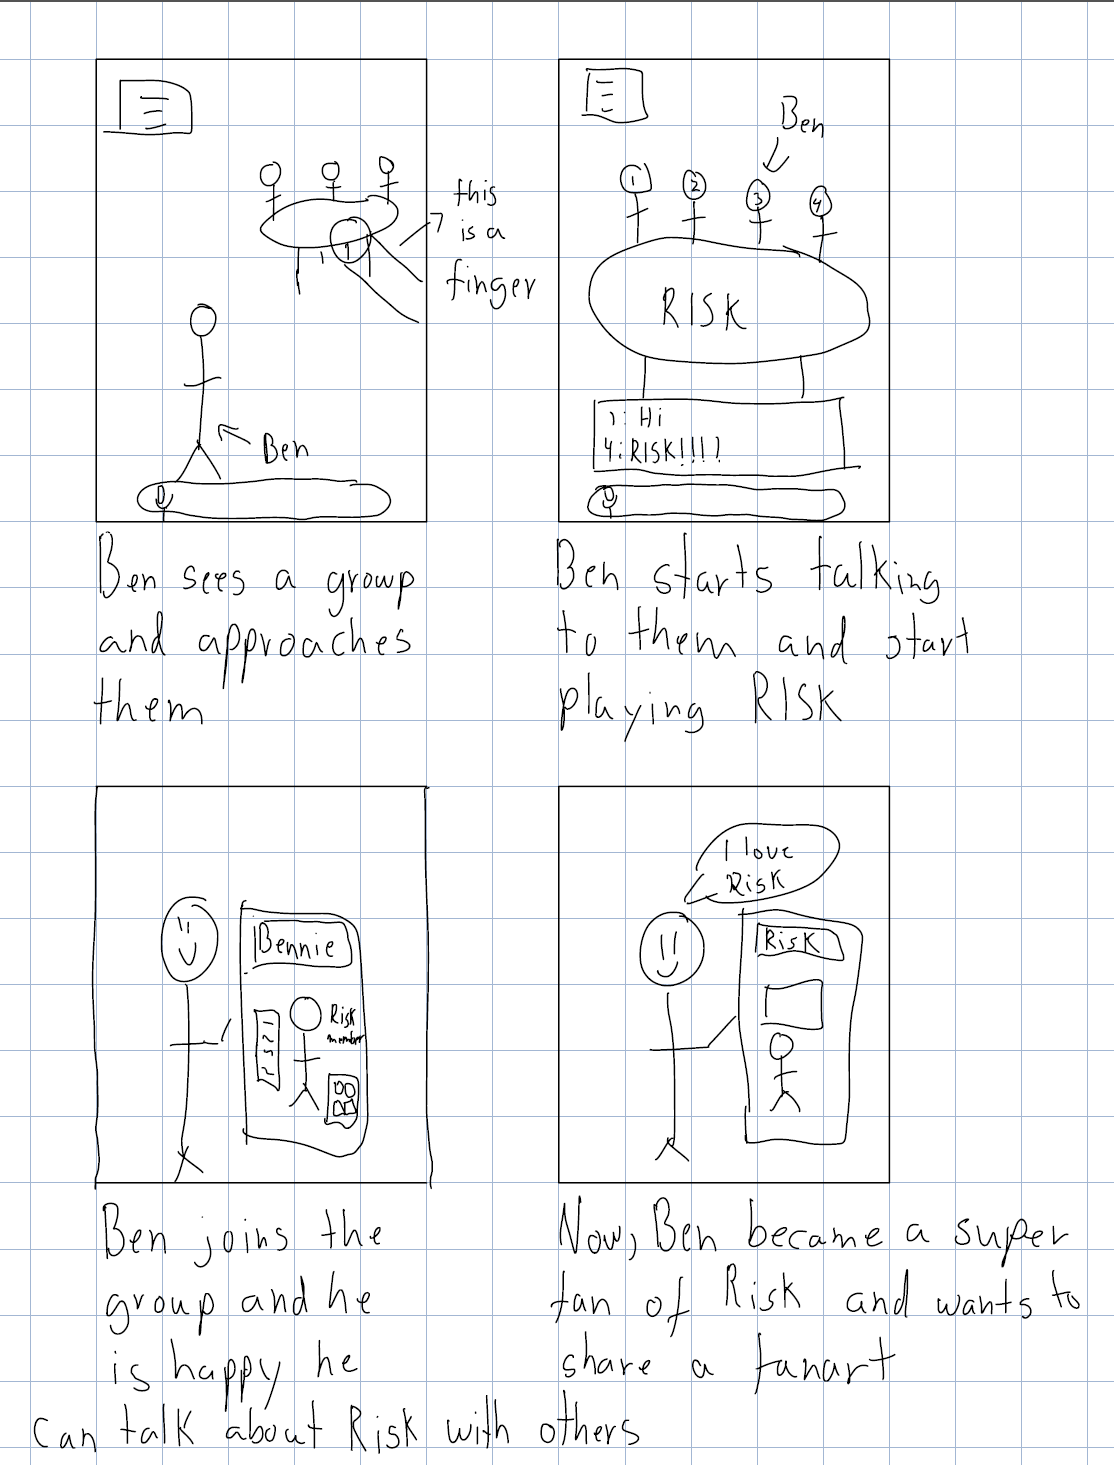 this
is a
finger
Ben
Ben sees a group
and approaches
them
Ben
1
2
3
4
RISK
1: Hi
4: RISK!!!!
Ben starts talking
to them and start
playing RISK
Bennie
Risk
member
Ben joins the
group and he
is happy he
can talk about Risk with others
I love
Risk
Risk
Now, Ben became a super
fan of Risk and wants to
share a fanart